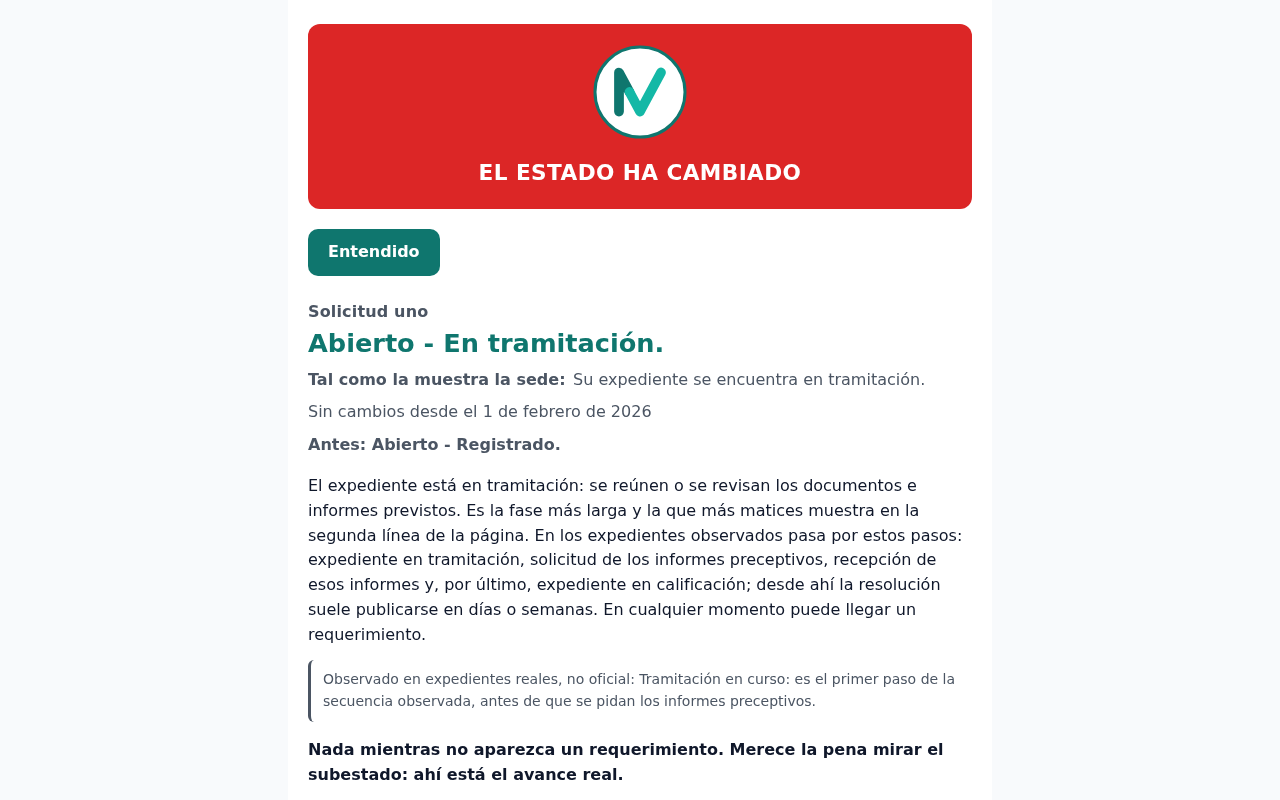 EL ESTADO HA CAMBIADO
Entendido
Solicitud uno
Abierto - En tramitación.
Tal como la muestra la sede: Su expediente se encuentra en tramitación.
Sin cambios desde el 1 de febrero de 2026
Antes: Abierto - Registrado.
El expediente está en tramitación: se reúnen o se revisan los documentos e
informes previstos. Es la fase más larga y la que más matices muestra en la
segunda línea de la página. En los expedientes observados pasa por estos pasos:
expediente en tramitación, solicitud de los informes preceptivos, recepción de
esos informes y, por último, expediente en calificación; desde ahí la resolución
suele publicarse en días o semanas. En cualquier momento puede llegar un
requerimiento.
Observado en expedientes reales, no oficial: Tramitación en curso: es el primer paso de la
secuencia observada, antes de que se pidan los informes preceptivos.
Nada mientras no aparezca un requerimiento. Merece la pena mirar el
subestado: ahí está el avance real.